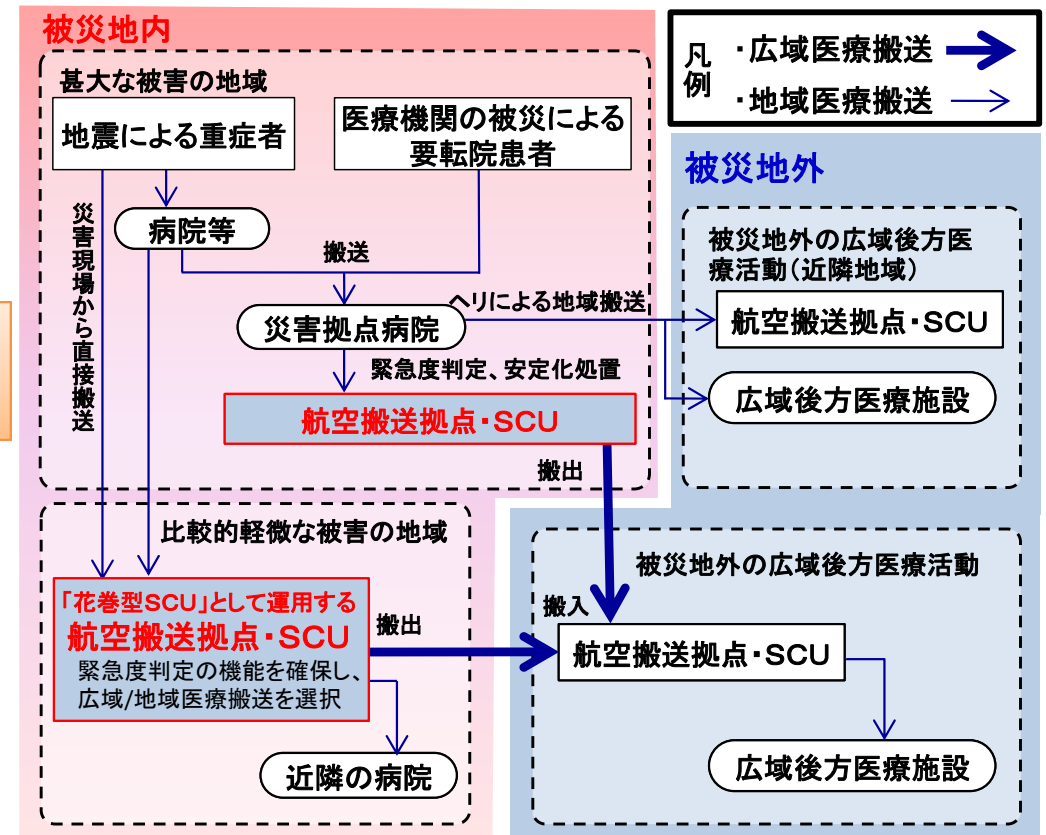 被災地内
甚大な被害の地域
地震による重症者
医療機関の被災による
要転院患者
災害現場から直接搬送
病院等
搬送
災害拠点病院
ヘリによる地域搬送
緊急度判定、安定化処置
航空搬送拠点・SCU
搬出
比較的軽微な被害の地域
「花巻型SCU」として運用する
航空搬送拠点・SCU
緊急度判定の機能を確保し、
広域/地域医療搬送を選択
搬出
近隣の病院
凡例
・広域医療搬送
・地域医療搬送
被災地外
被災地外の広域後方医
療活動(近隣地域)
航空搬送拠点・SCU
広域後方医療施設
被災地外の広域後方医療活動
搬入
航空搬送拠点・SCU
広域後方医療施設